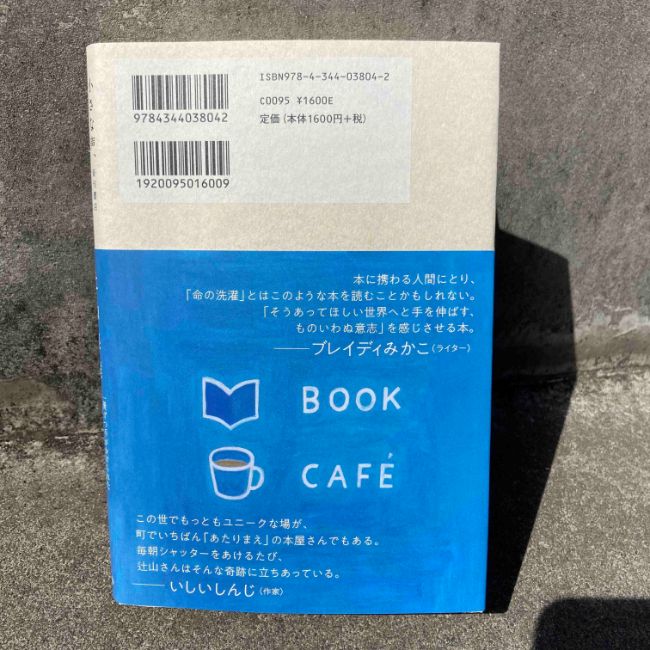 ISBN978-4-344-03804-2
C0095 ¥1600E
定価(本体1600円+税)
9784344038042
1920095016009
本に携わる人間にとり、
「命の洗濯」とはこのような本を読むことかもしれない。
「そうあってほしい世界へと手を伸ばす、
ものいわぬ意志」を感じさせる本。
——ブレイディみかこ(ライター)
BOOK
CAFÉ
この世でもっともユニークな場が、
町でいちばん「あたりまえ」の本屋さんでもある。
毎朝シャッターをあけるたび、
辻山さんはそんな奇跡に立ちあっている。
——いしいしんじ(作家)